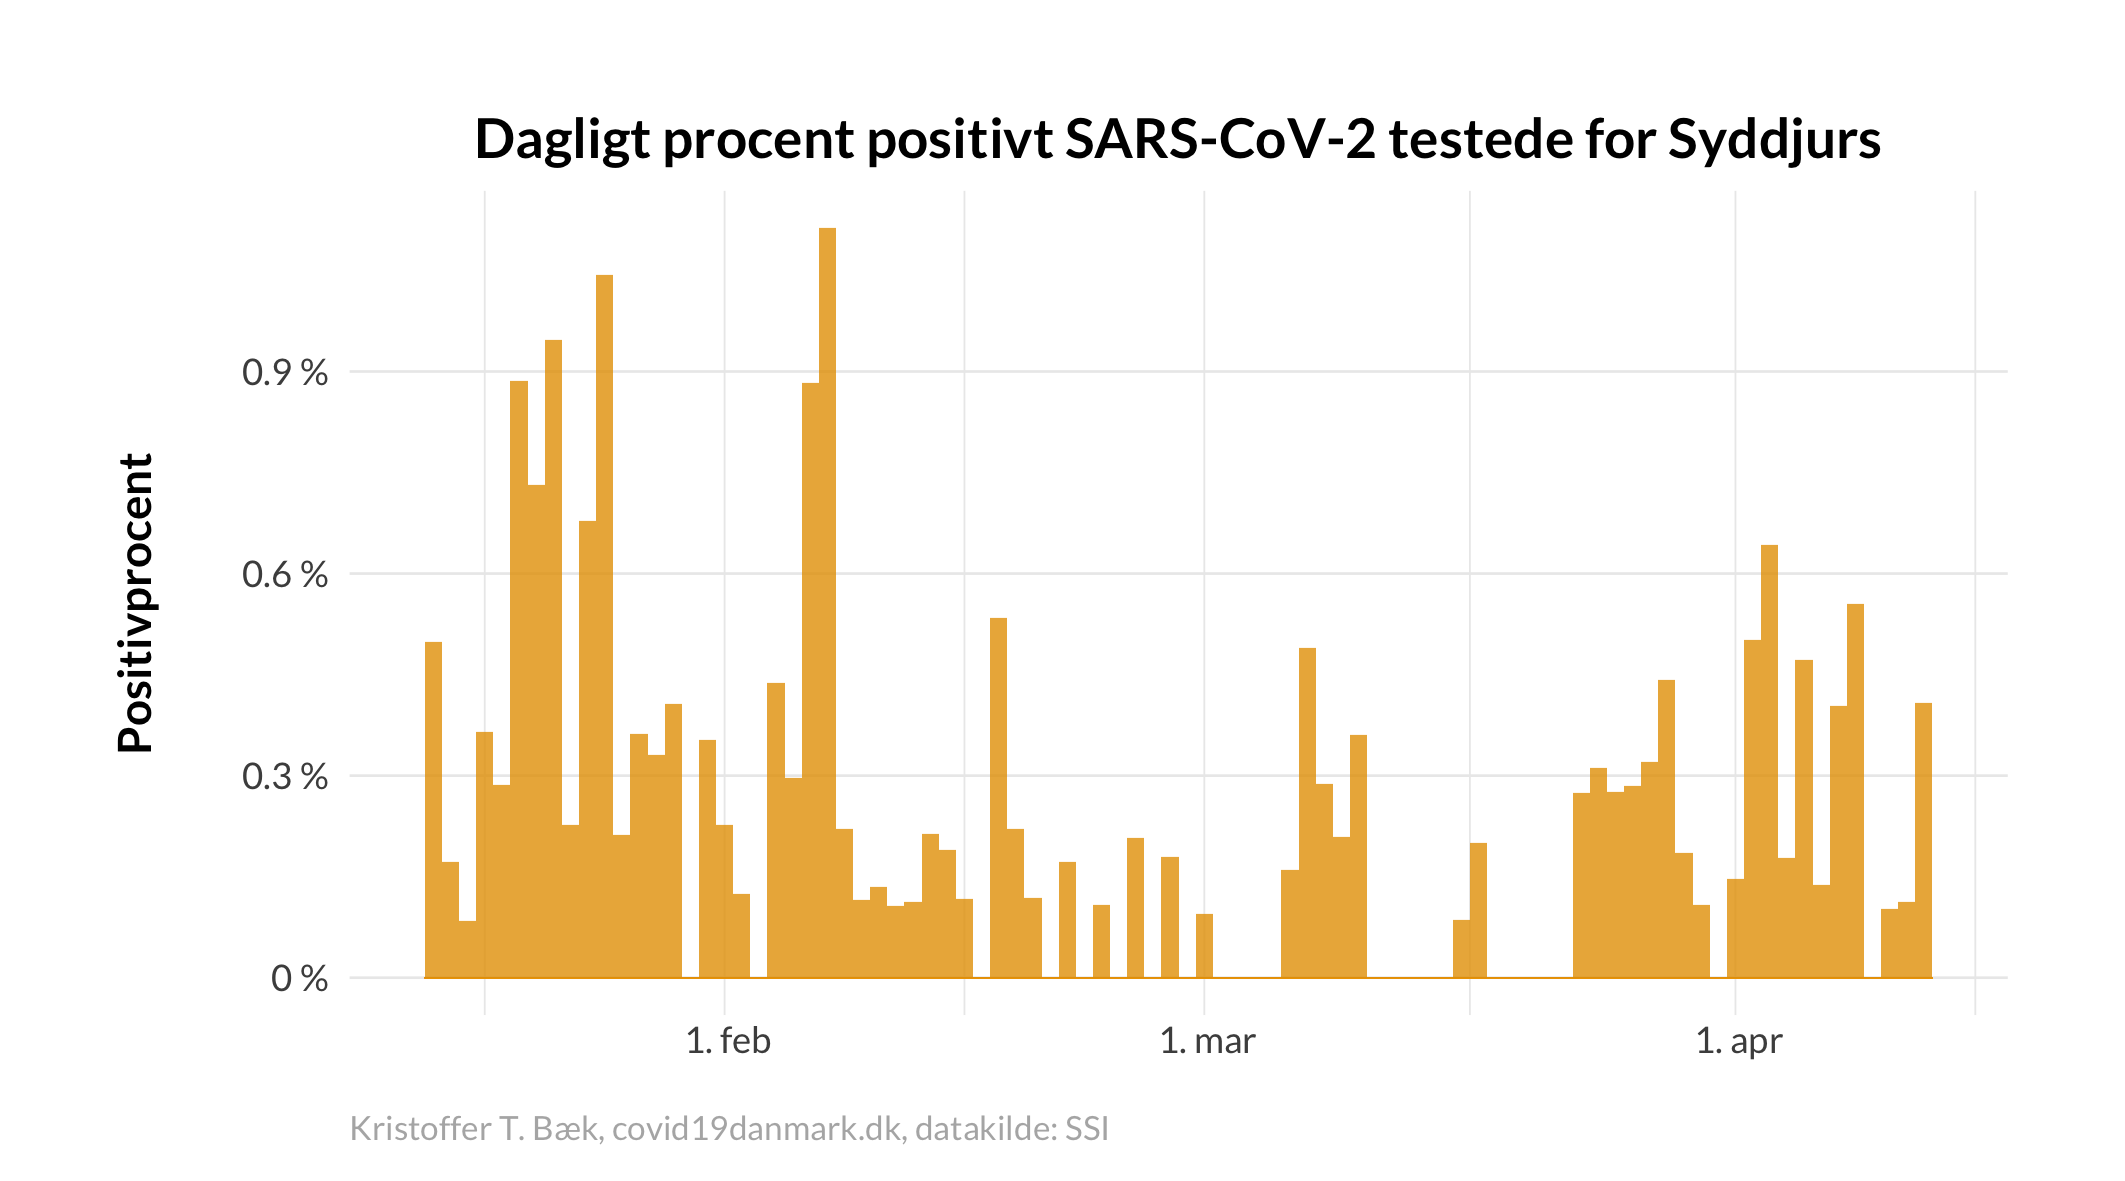 Dagligt procent positivt SARS-CoV-2 testede for Syddjurs
Positivprocent
0.9 %
0.6 %
0.3 %
0 %
1. feb
1. mar
1. apr
Kristoffer T. Bæk, covid19danmark.dk, datakilde: SSI